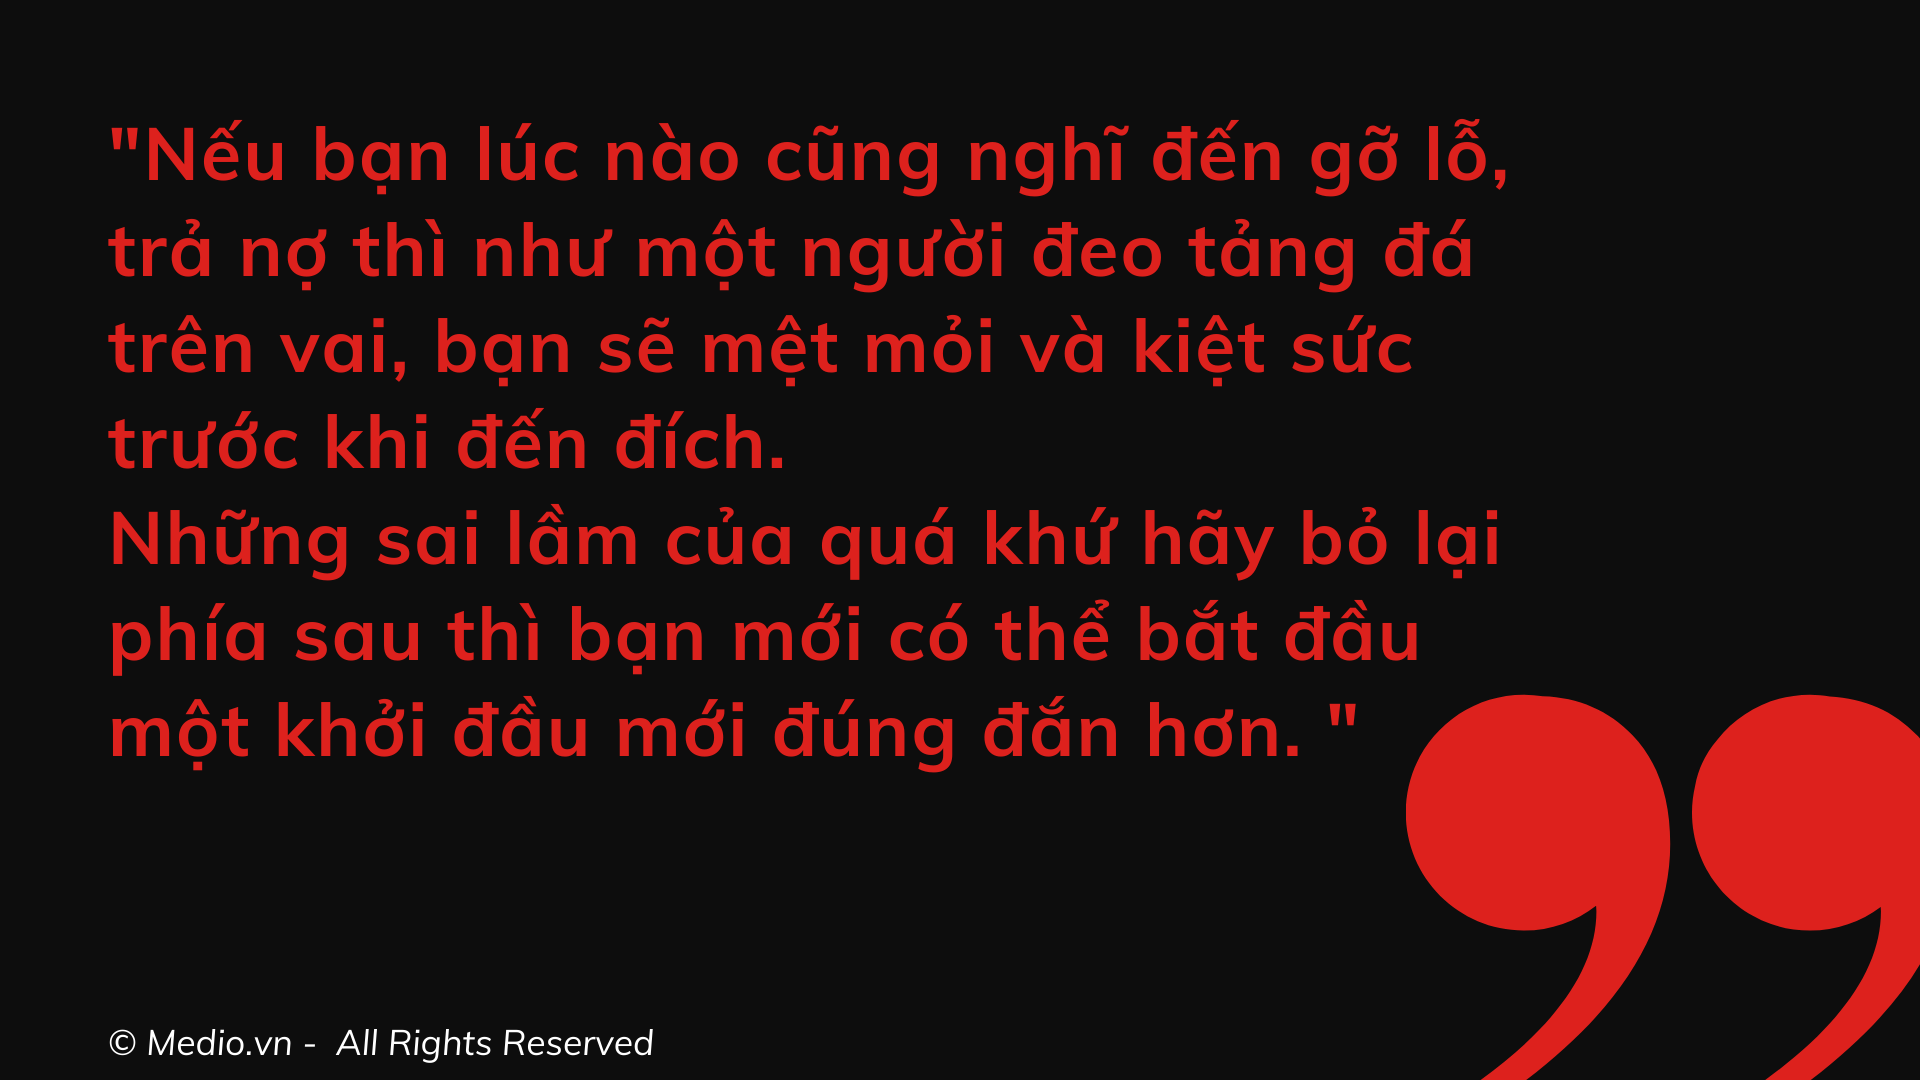 "Nếu bạn lúc nào cũng nghĩ đến gỡ lỗ,
trả nợ thì như một người đeo tảng đá
trên vai, bạn sẽ mệt mỏi và kiệt sức
trước khi đến đích.
Những sai lầm của quá khứ hãy bỏ lại
phía sau thì bạn mới có thể bắt đầu
một khởi đầu mới đúng đắn hơn. "
© Medio.vn - All Rights Reserved